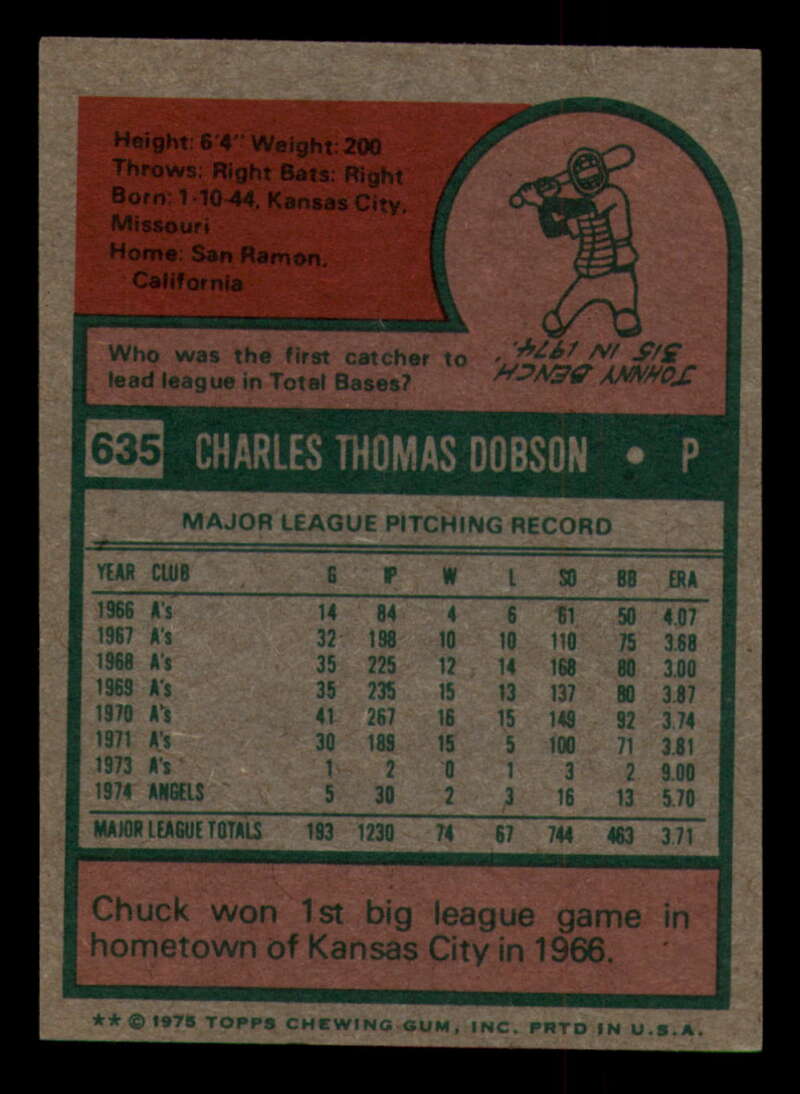 Height: 6'4" Weight: 200
Throws: Right Bats: Right
Born: 1-10-44, Kansas City,
Missouri
Home: San Ramon,
California
Who was the first catcher to
lead league in Total Bases?
JOHNNY BENCH,
315 IN 1974.
635 CHARLES THOMAS DOBSON • P
MAJOR LEAGUE PITCHING RECORD
YEAR CLUB G IP W L SO BB ERA
1966 A's 14 84 4 6 61 50 4.07
1967 A's 32 198 10 10 110 75 3.68
1968 A's 35 225 12 14 168 80 3.00
1969 A's 35 235 15 13 137 80 3.87
1970 A's 41 267 16 15 149 92 3.74
1971 A's 30 189 15 5 100 71 3.81
1973 A's 1 2 0 1 3 2 9.00
1974 ANGELS 5 30 2 3 16 13 5.70
MAJOR LEAGUE TOTALS 193 1230 74 67 744 463 3.71
Chuck won 1st big league game in
hometown of Kansas City in 1966.
** © 1975 TOPPS CHEWING GUM, INC. PRTD IN U.S.A.